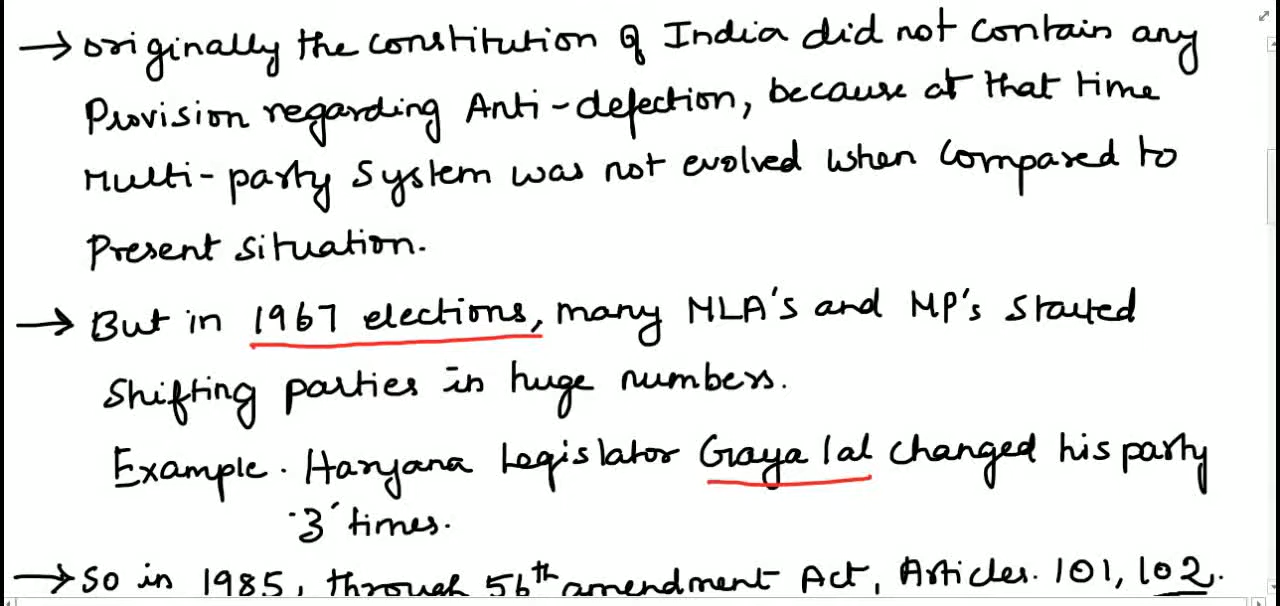 → Originally the constitution of India did not contain any
Provision regarding Anti-defection, because at that time
Multi-party System was not evolved when Compared to
Present situation.
→ But in 1967 elections, many MLA's and MP's Started
Shifting parties in huge numbers.
Example. Haryana Legislator Gaya lal changed his party
'3' times.
→ So in 1985, through 56th amendment Act, Articles. 101, 102.